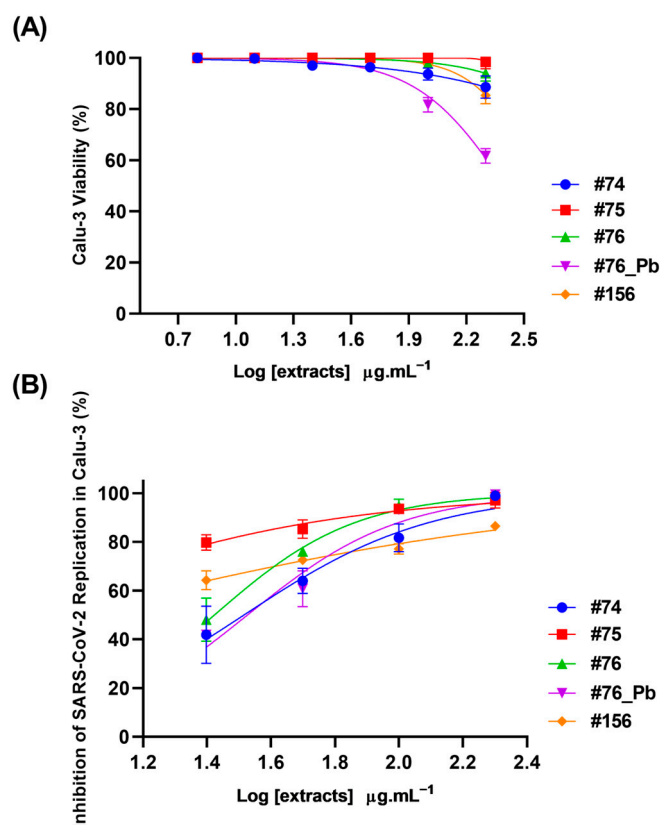 (A)
Calu-3 Viability (%)
100
80
60
40
20
0
0.7 1.0 1.3 1.6 1.9 2.2 2.5
Log [extracts] μg.mL⁻¹
#74
#75
#76
#76_Pb
#156
(B)
nhibition of SARS-CoV-2 Replication in Calu-3 (%)
100
80
60
40
20
0
1.2 1.4 1.6 1.8 2.0 2.2 2.4
Log [extracts] μg.mL⁻¹
#74
#75
#76
#76_Pb
#156